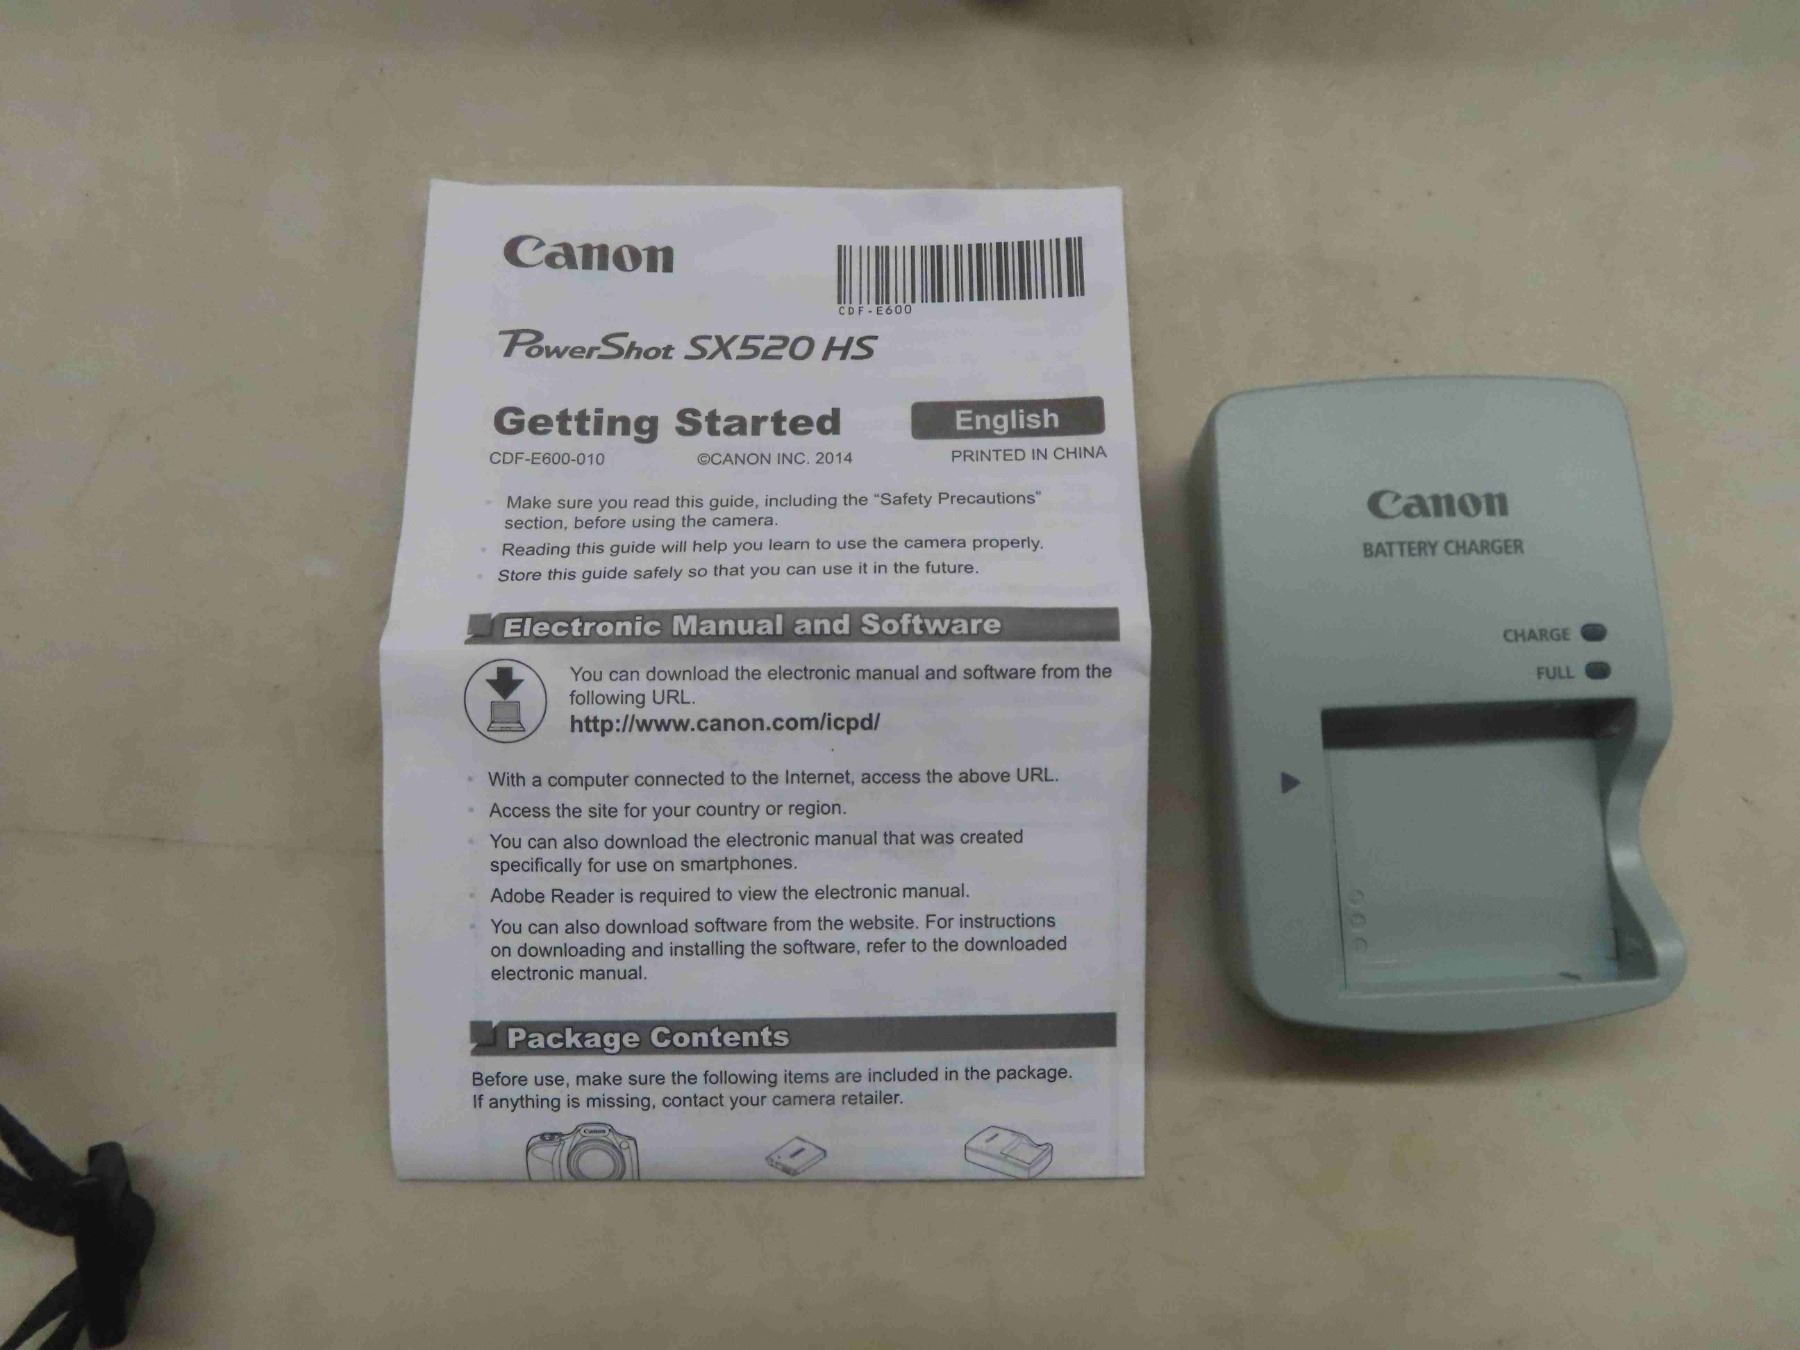 Canon
CDF-E600
PowerShot SX520 HS
Getting Started
English
CDF-E600-010
©CANON INC. 2014
PRINTED IN CHINA
Make sure you read this guide, including the “Safety Precautions”
section, before using the camera.
Reading this guide will help you learn to use the camera properly.
Store this guide safely so that you can use it in the future.
Electronic Manual and Software
You can download the electronic manual and software from the
following URL.
http://www.canon.com/icpd/
With a computer connected to the Internet, access the above URL.
Access the site for your country or region.
You can also download the electronic manual that was created
specifically for use on smartphones.
Adobe Reader is required to view the electronic manual.
You can also download software from the website. For instructions
on downloading and installing the software, refer to the downloaded
electronic manual.
Package Contents
Before use, make sure the following items are included in the package.
If anything is missing, contact your camera retailer.
Canon
Canon
BATTERY CHARGER
CHARGE
FULL